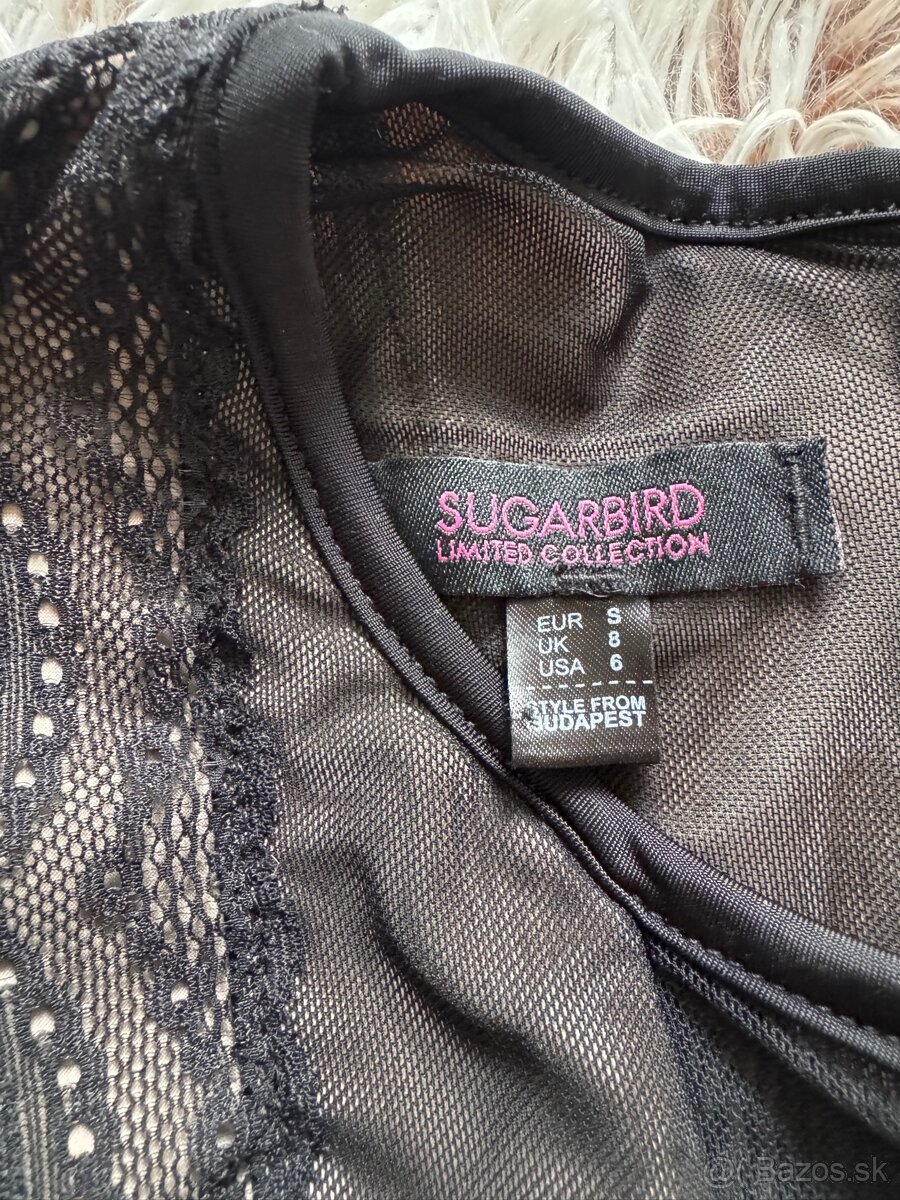 SUGARBIRD
LIMITED COLLECTION
EUR S
UK 8
USA 6
STYLE FROM
BUDAPEST
Bazos.sk